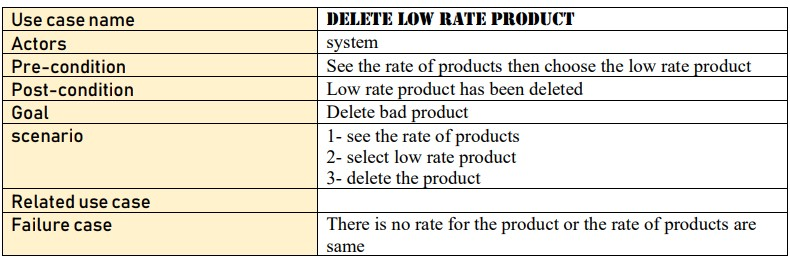 Use case name DELETE LOW RATE PRODUCT
Actors system
Pre-condition See the rate of products then choose the low rate product
Post-condition Low rate product has been deleted
Goal Delete bad product
scenario 1- see the rate of products
2- select low rate product
3- delete the product
Related use case
Failure case There is no rate for the product or the rate of products are
same